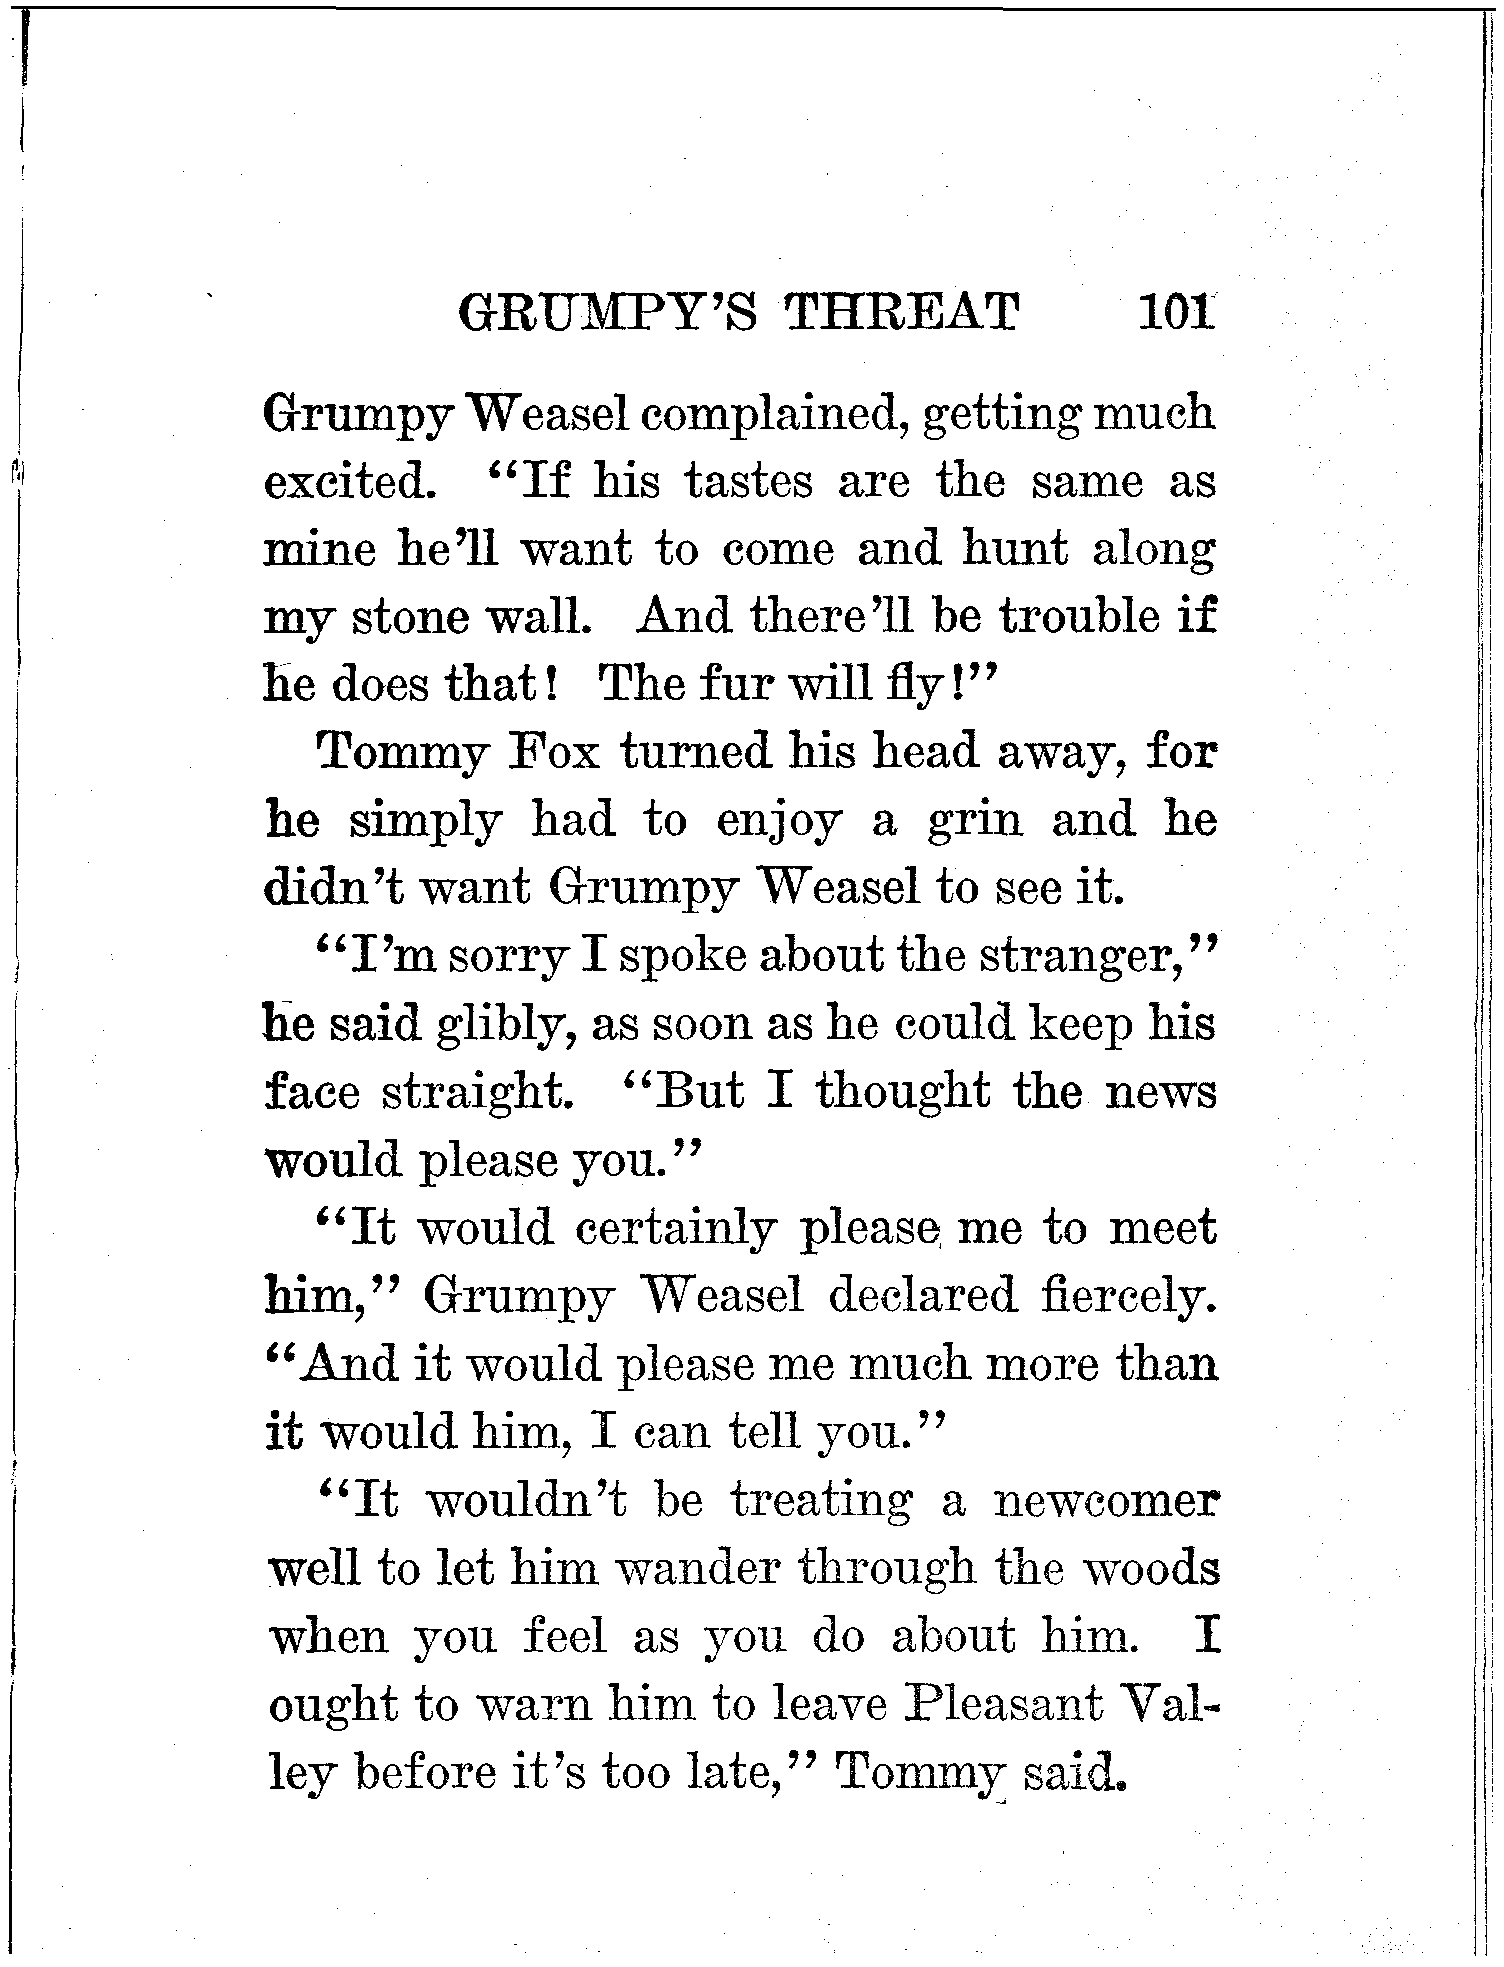 GRUMPY'S THREAT 101
Grumpy Weasel complained, getting much
excited. "If his tastes are the same as
mine he'll want to come and hunt along
my stone wall. And there'll be trouble if
he does that! The fur will fly!"
Tommy Fox turned his head away, for
he simply had to enjoy a grin and he
didn't want Grumpy Weasel to see it.
"I'm sorry I spoke about the stranger,"
he said glibly, as soon as he could keep his
face straight. "But I thought the news
would please you."
"It would certainly please me to meet
him," Grumpy Weasel declared fiercely.
"And it would please me much more than
it would him, I can tell you."
"It wouldn't be treating a newcomer
well to let him wander through the woods
when you feel as you do about him. I
ought to warn him to leave Pleasant Val-
ley before it's too late," Tommy said.